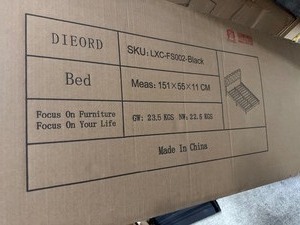 DIEORD
SKU: LXC-FS002-Black
Bed
Meas: 151×55×11 CM
Focus On Furniture
Focus On Your Life
GW: 23.5 KGS NW: 22.5 KGS
Made In China